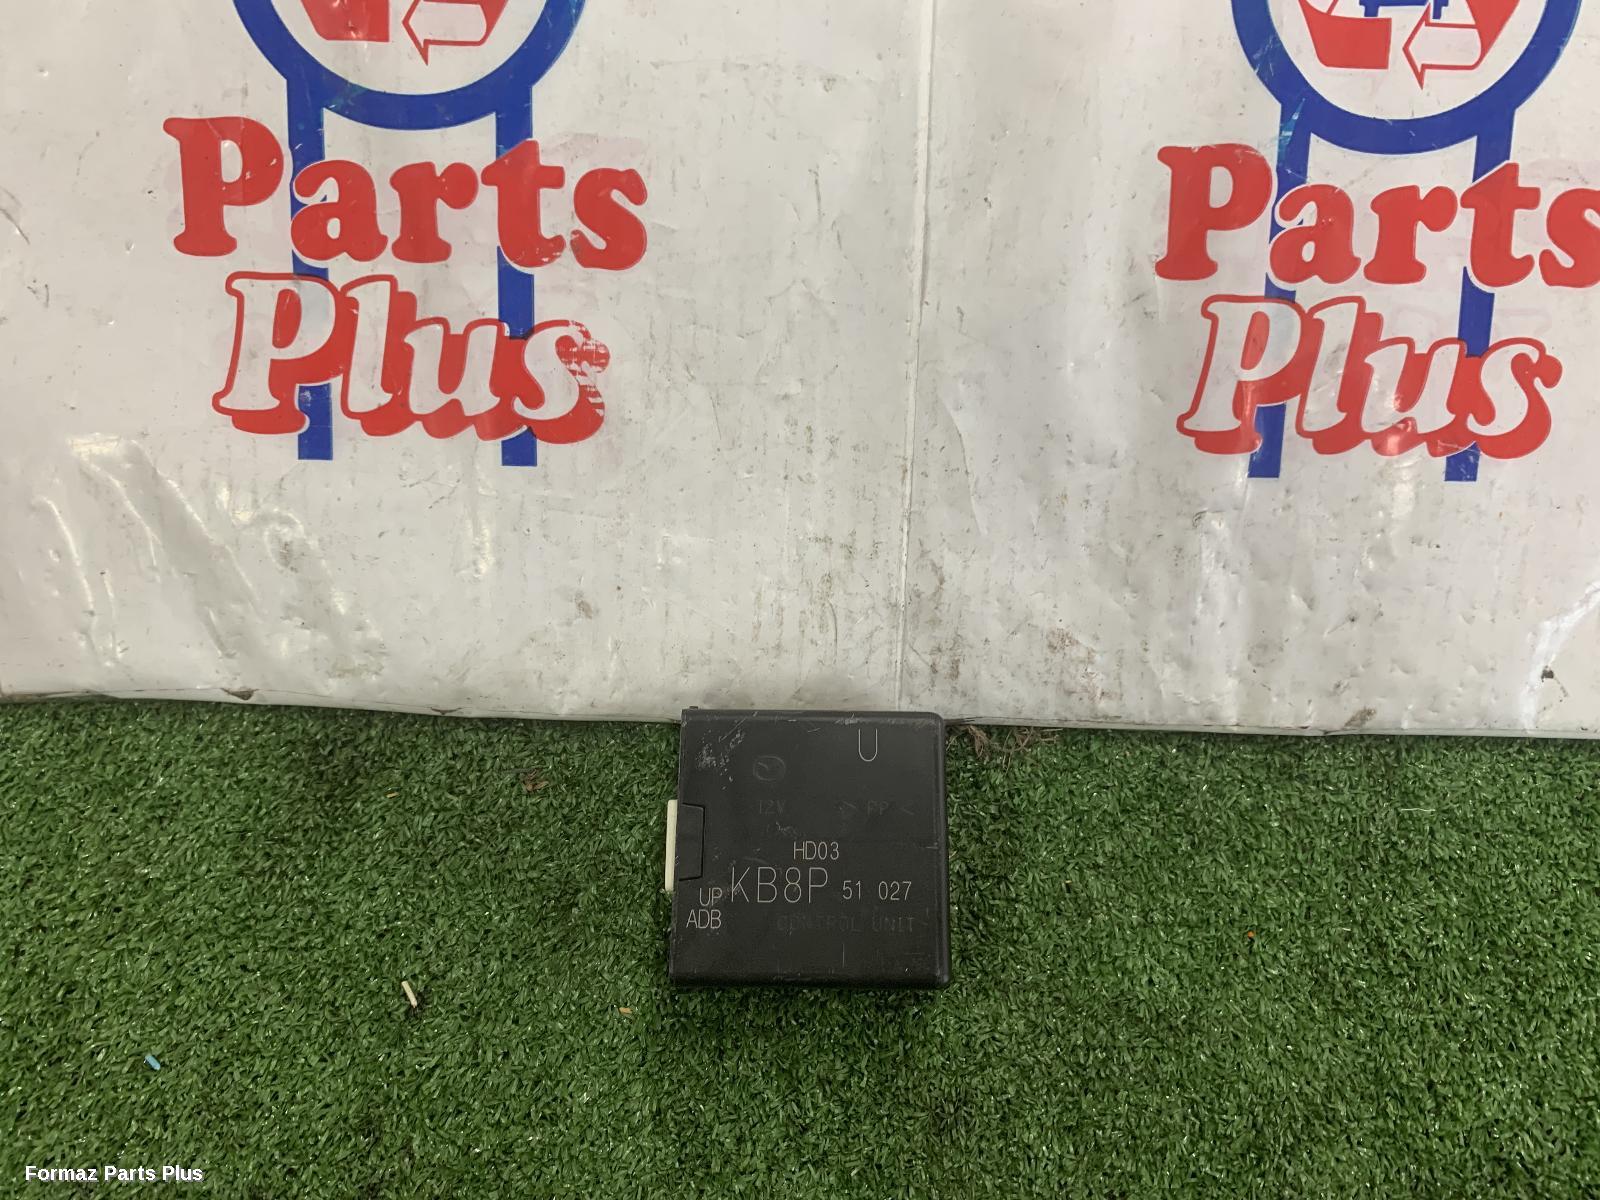 Parts
Plus
Parts
Plus
U
12V
> PP <
HD03
KB8P 51 027
UP
ADB
CONTROL UNIT
Formaz Parts Plus